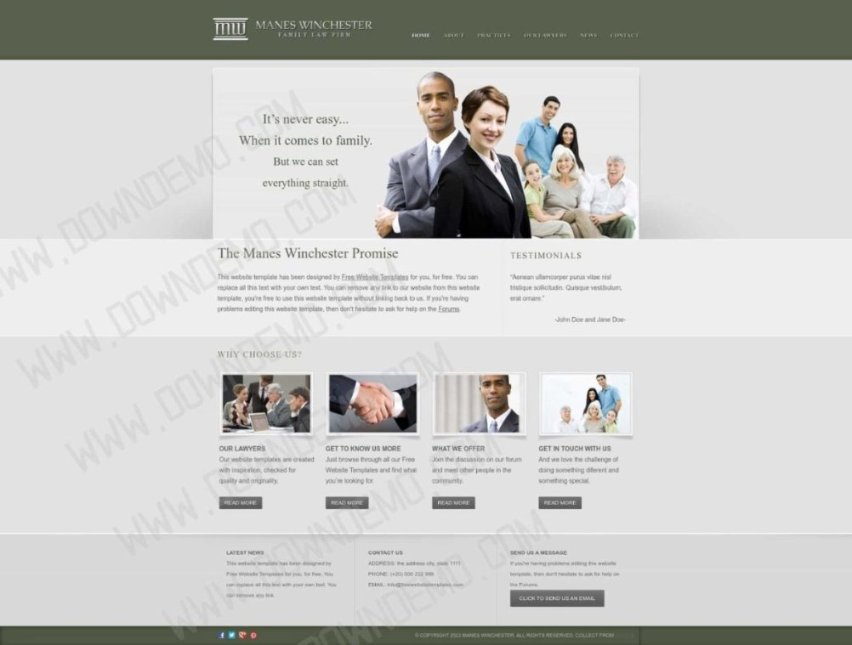 MW
MANES WINCHESTER
FAMILY LAW FIRM
HOME ABOUT PRACTICES OUR LAWYERS NEWS CONTACT
It's never easy...
When it comes to family.
But we can set
everything straight.
The Manes Winchester Promise
This website template has been designed by Free Website Templates for you, for free. You can
replace all this text with your own text. You can remove any link to our website from this website
template, you're free to use this website template without linking back to us. If you're having
problems editing this website template, then don't hesitate to ask for help on the Forums.
TESTIMONIALS
"Aenean ullamcorper purus vitae nisl
tristique sollicitudin. Quisque vestibulum,
erat ornare."
-John Doe and Jane Doe-
WHY CHOOSE US?
OUR LAWYERS
Our website templates are created
with inspiration, checked for
quality and originality.
READ MORE
GET TO KNOW US MORE
Just browse through all our Free
Website Templates and find what
you're looking for.
READ MORE
WHAT WE OFFER
Join the discussion on our forum
and meet other people in the
community.
READ MORE
GET IN TOUCH WITH US
And we love the challenge of
doing something different and
something special.
READ MORE
LATEST NEWS
This website template has been designed by
Free Website Templates for you, for free. You
can replace all this text with your own text. You
can remove any link.
CONTACT US
ADDRESS: the address city, state 1111
PHONE: (+20) 000 222 999
EMAIL: info@freewebsitetemplates.com
SEND US A MESSAGE
If you're having problems editing this website
template, then don't hesitate to ask for help on
the Forums.
CLICK TO SEND US AN EMAIL
© COPYRIGHT 2023 MANES WINCHESTER. ALL RIGHTS RESERVED. COLLECT FROM
WWW.DOWNDEMO.COM
WWW.DOWNDEMO.COM
WWW.DOWNDEMO.COM
WWW.DOWNDEMO.COM